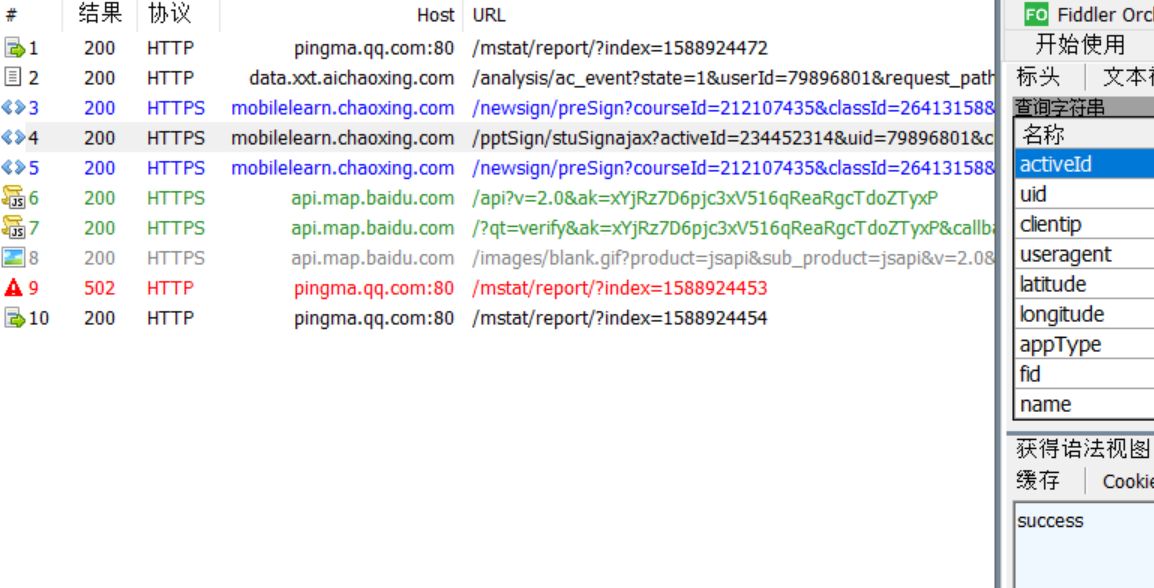 # 结果 协议 Host URL
1 200 HTTP pingma.qq.com:80 /mstat/report/?index=1588924472
2 200 HTTP data.xxt.aichaoxing.com /analysis/ac_event?state=1&userId=79896801&request_path
3 200 HTTPS mobilelearn.chaoxing.com /newsign/preSign?courseId=212107435&classId=26413158&
4 200 HTTPS mobilelearn.chaoxing.com /pptSign/stuSignajax?activeId=234452314&uid=79896801&c
5 200 HTTPS mobilelearn.chaoxing.com /newsign/preSign?courseId=212107435&classId=26413158&
6 200 HTTPS api.map.baidu.com /api?v=2.0&ak=xYjRz7D6pjc3xV516qReaRgcTdoZTyxP
7 200 HTTPS api.map.baidu.com /?qt=verify&ak=xYjRz7D6pjc3xV516qReaRgcTdoZTyxP&callba
8 200 HTTPS api.map.baidu.com /images/blank.gif?product=jsapi&sub_product=jsapi&v=2.0&
9 502 HTTP pingma.qq.com:80 /mstat/report/?index=1588924453
10 200 HTTP pingma.qq.com:80 /mstat/report/?index=1588924454
FO Fiddler Orc
开始使用
标头 文本
查询字符串
名称
activeId
uid
clientip
useragent
latitude
longitude
appType
fid
name
获得语法视图
缓存 Cookie
success